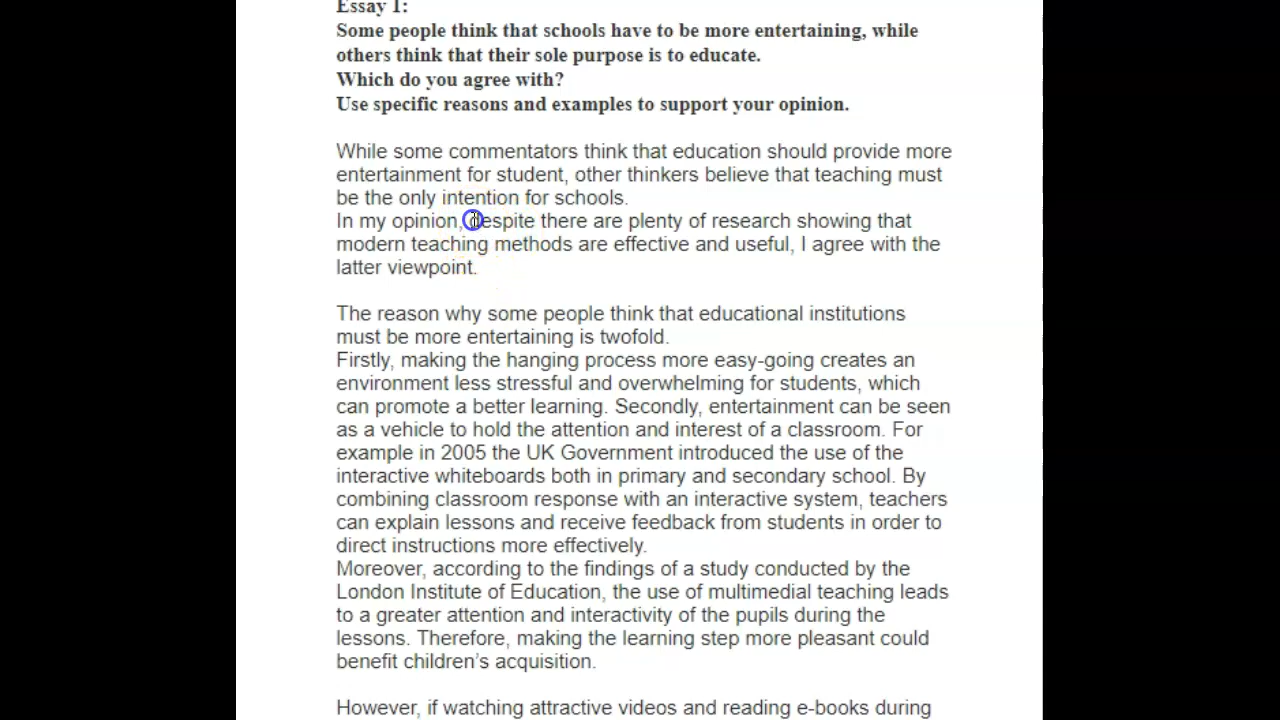 Essay 1:
Some people think that schools have to be more entertaining, while
others think that their sole purpose is to educate.
Which do you agree with?
Use specific reasons and examples to support your opinion.
While some commentators think that education should provide more
entertainment for student, other thinkers believe that teaching must
be the only intention for schools.
In my opinion, despite there are plenty of research showing that
modern teaching methods are effective and useful, I agree with the
latter viewpoint.
The reason why some people think that educational institutions
must be more entertaining is twofold.
Firstly, making the hanging process more easy-going creates an
environment less stressful and overwhelming for students, which
can promote a better learning. Secondly, entertainment can be seen
as a vehicle to hold the attention and interest of a classroom. For
example in 2005 the UK Government introduced the use of the
interactive whiteboards both in primary and secondary school. By
combining classroom response with an interactive system, teachers
can explain lessons and receive feedback from students in order to
direct instructions more effectively.
Moreover, according to the findings of a study conducted by the
London Institute of Education, the use of multimedial teaching leads
to a greater attention and interactivity of the pupils during the
lessons. Therefore, making the learning step more pleasant could
benefit children's acquisition.
However, if watching attractive videos and reading e-books during